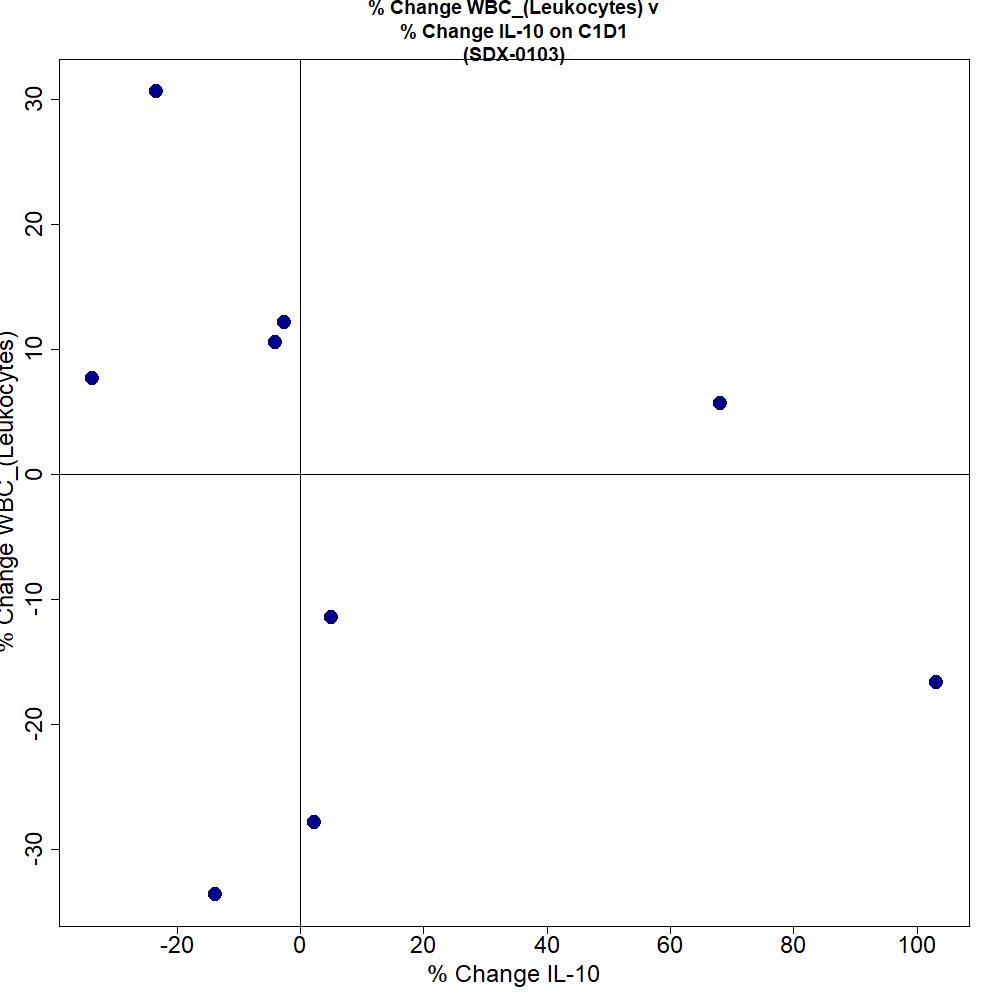 % Change WBC_(Leukocytes) v
% Change IL-10 on C1D1
(SDX-0103)
% Change WBC_(Leukocytes)
30
20
10
0
-10
-20
-30
-20
0
20
40
60
80
100
% Change IL-10